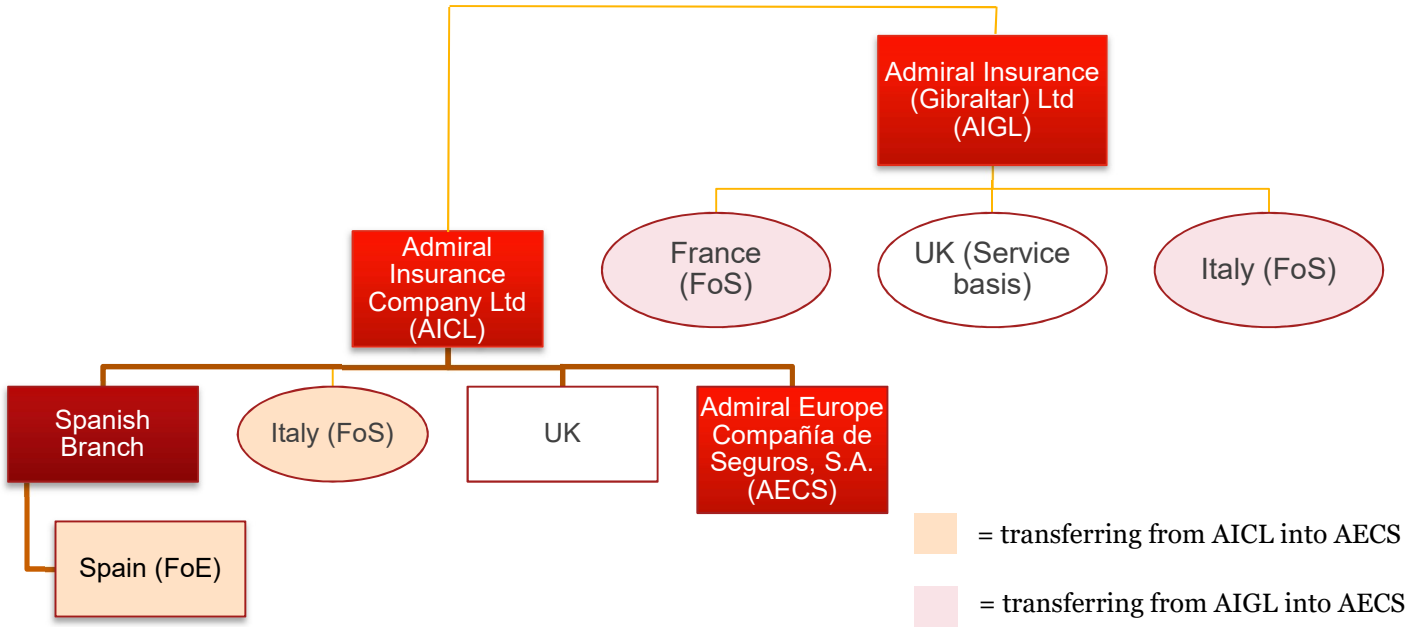 Admiral Insurance
(Gibraltar) Ltd
(AIGL)
France
(FoS)
UK (Service
basis)
Italy (FoS)
Admiral
Insurance
Company Ltd
(AICL)
Spanish
Branch
Italy (FoS)
UK
Admiral Europe
Compañía de
Seguros, S.A.
(AECS)
Spain (FoE)
= transferring from AICL into AECS
= transferring from AIGL into AECS